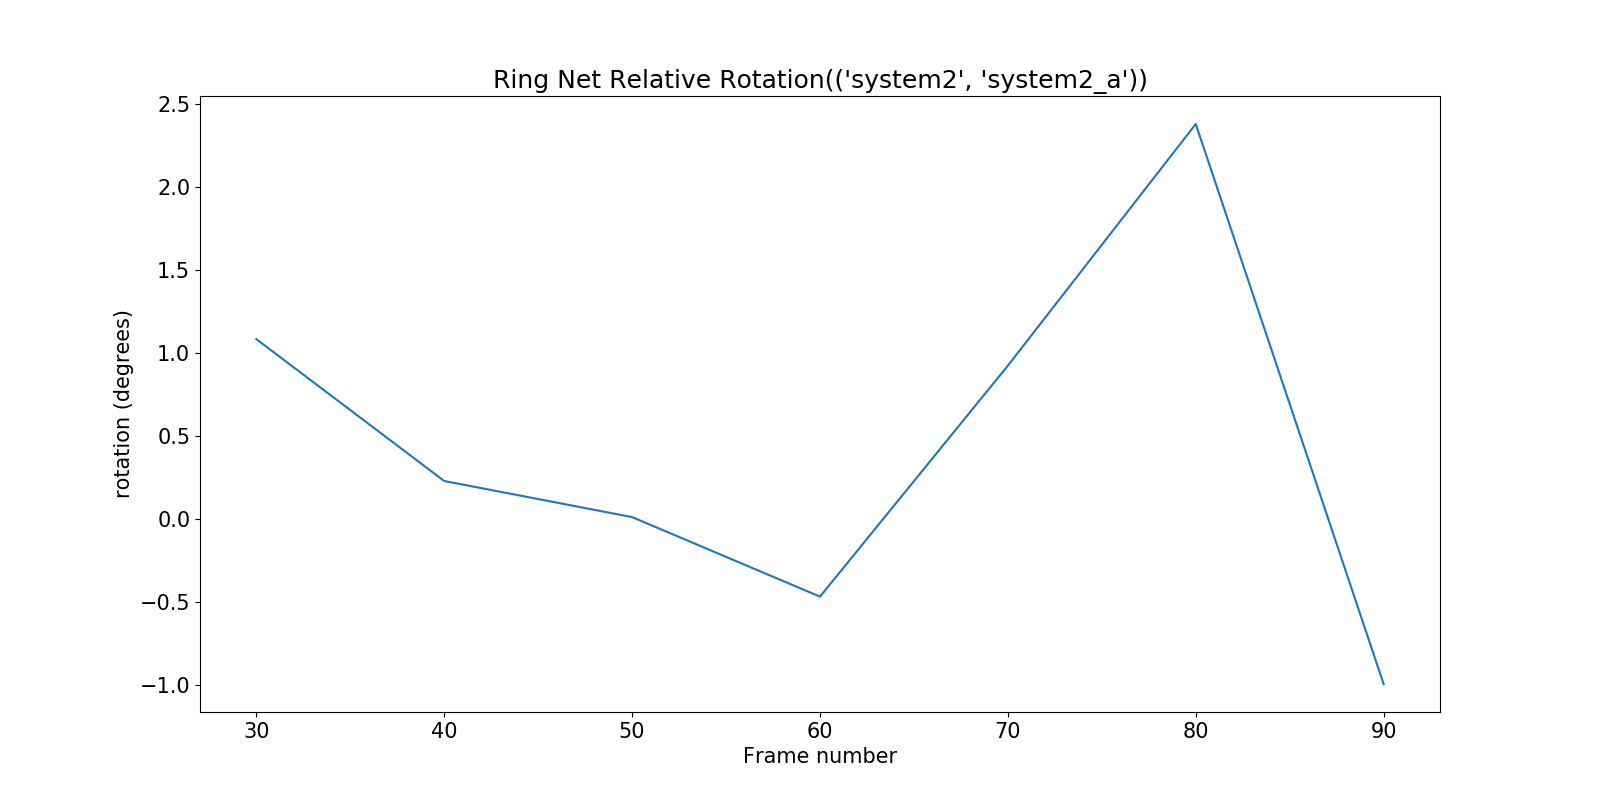 Ring Net Relative Rotation(('system2', 'system2_a'))
2.5
2.0
1.5
1.0
0.5
0.0
−0.5
−1.0
rotation (degrees)
30 40 50 60 70 80 90
Frame number